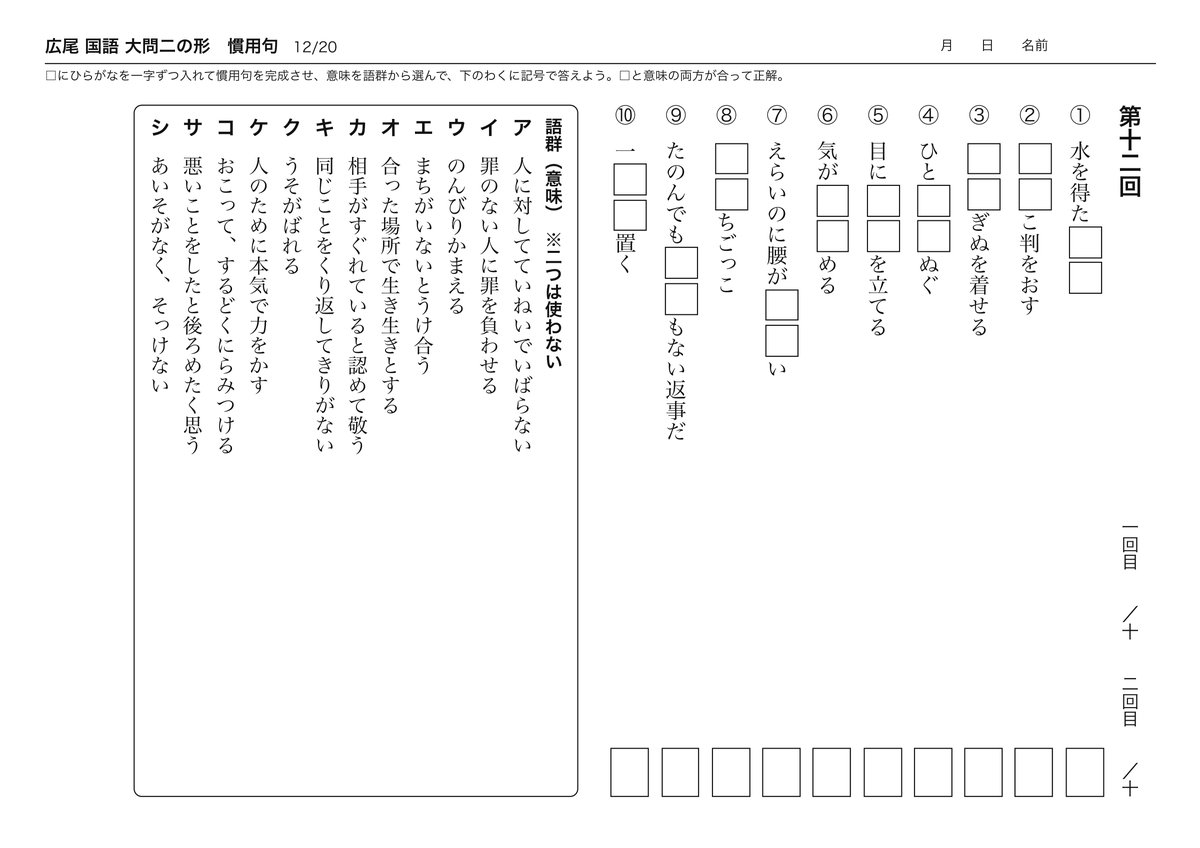 広尾 国語 大問二の形　慣用句　12/20
月　日　名前
□にひらがなを一字ずつ入れて慣用句を完成させ、意味を語群から選んで、下のわくに記号で答えよう。□と意味の両方が合って正解。
第十二回　一回目　／十　二回目　／十
① 水を得た□□
② □□こ判をおす
③ □□ぎぬを着せる
④ ひと□□ぬぐ
⑤ 目に□□を立てる
⑥ 気が□□める
⑦ えらいのに腰が□□い
⑧ □□ちごっこ
⑨ たのんでも□□もない返事だ
⑩ 一□□置く
語群（意味）　※二つは使わない
ア　人に対してていねいでいばらない
イ　罪のない人に罪を負わせる
ウ　のんびりかまえる
エ　まちがいないとうけ合う
オ　合った場所で生き生きとする
カ　相手がすぐれていると認めて敬う
キ　同じことをくり返してきりがない
ク　うそがばれる
ケ　人のために本気で力をかす
コ　おこって、するどくにらみつける
サ　悪いことをしたと後ろめたく思う
シ　あいそがなく、そっけない